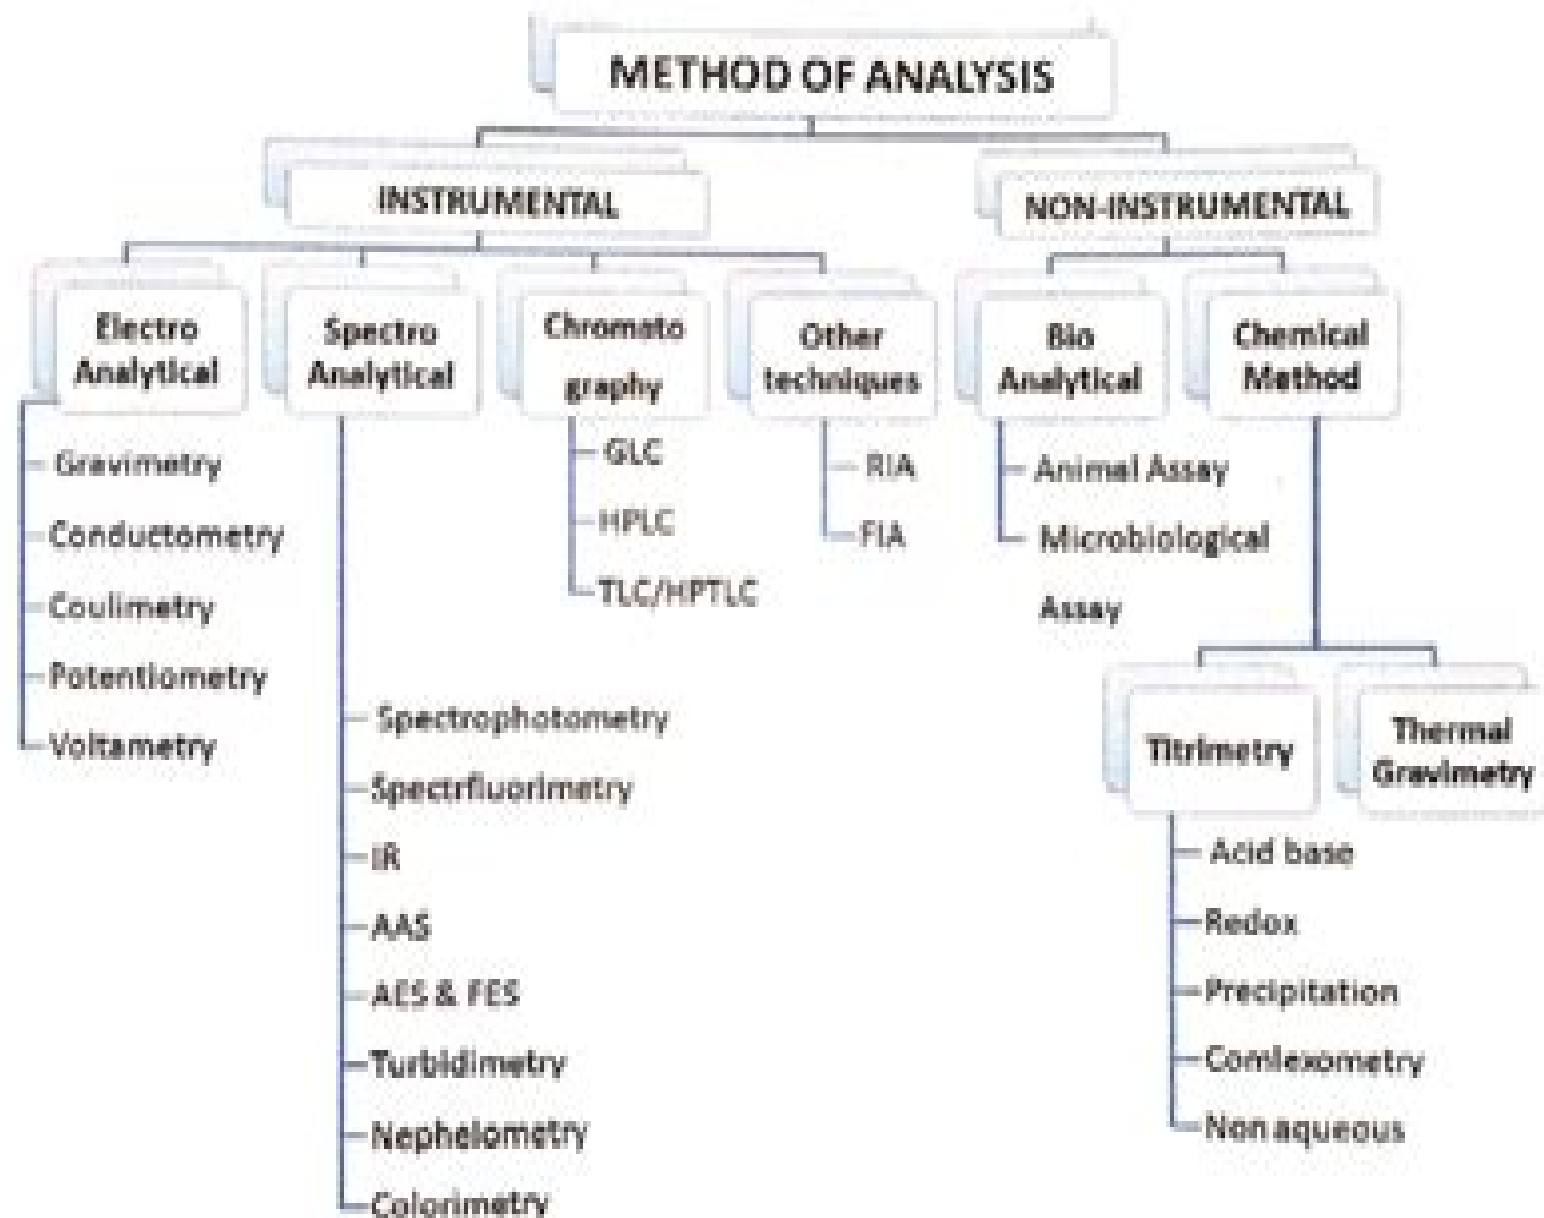 METHOD OF ANALYSIS
INSTRUMENTAL
NON-INSTRUMENTAL
Electro
Analytical
Gravimetry
Conductometry
Coulimetry
Potentiometry
Voltametry
Spectro
Analytical
Spectrophotometry
Spectrfluorimetry
IR
AAS
AES & FES
Turbidimetry
Nephelometry
Colorimetry
Chromato
graphy
GLC
HPLC
TLC/HPTLC
Other
techniques
RIA
FIA
Bio
Analytical
Animal Assay
Microbiological
Assay
Chemical
Method
Titrimetry
Acid base
Redox
Precipitation
Comlexometry
Non aqueous
Thermal
Gravimetry